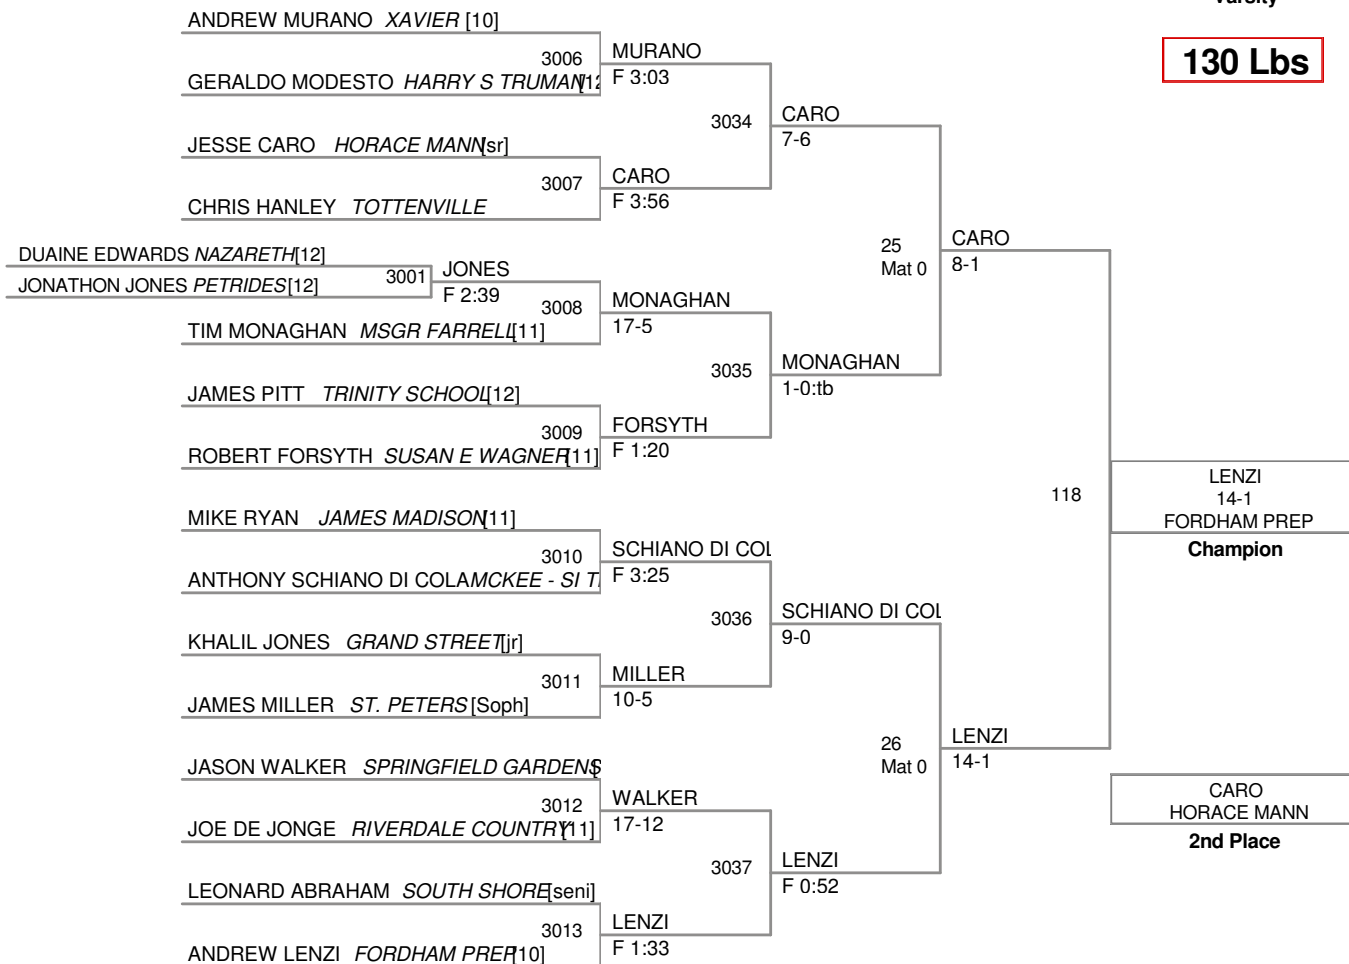 Varsity
130 Lbs
ANDREW MURANO XAVIER [10]
3006
MURANO
F 3:03
GERALDO MODESTO HARRY S TRUMAN[12
3034
CARO
7-6
JESSE CARO HORACE MANN[sr]
3007
CARO
F 3:56
CHRIS HANLEY TOTTENVILLE
25
Mat 0
CARO
8-1
DUAINE EDWARDS NAZARETH[12]
3001
JONES
F 2:39
JONATHON JONES PETRIDES[12]
3008
MONAGHAN
17-5
TIM MONAGHAN MSGR FARRELL[11]
3035
MONAGHAN
1-0:tb
JAMES PITT TRINITY SCHOOL[12]
3009
FORSYTH
F 1:20
ROBERT FORSYTH SUSAN E WAGNER[11]
118
LENZI
14-1
FORDHAM PREP
Champion
MIKE RYAN JAMES MADISON[11]
3010
SCHIANO DI COL
F 3:25
ANTHONY SCHIANO DI COLAMCKEE - SI T
3036
SCHIANO DI COL
9-0
KHALIL JONES GRAND STREET[jr]
3011
MILLER
10-5
JAMES MILLER ST. PETERS [Soph]
26
Mat 0
LENZI
14-1
JASON WALKER SPRINGFIELD GARDENS[
3012
WALKER
17-12
JOE DE JONGE RIVERDALE COUNTRY[11]
3037
LENZI
F 0:52
CARO
HORACE MANN
2nd Place
LEONARD ABRAHAM SOUTH SHORE[seni]
3013
LENZI
F 1:33
ANDREW LENZI FORDHAM PREP[10]